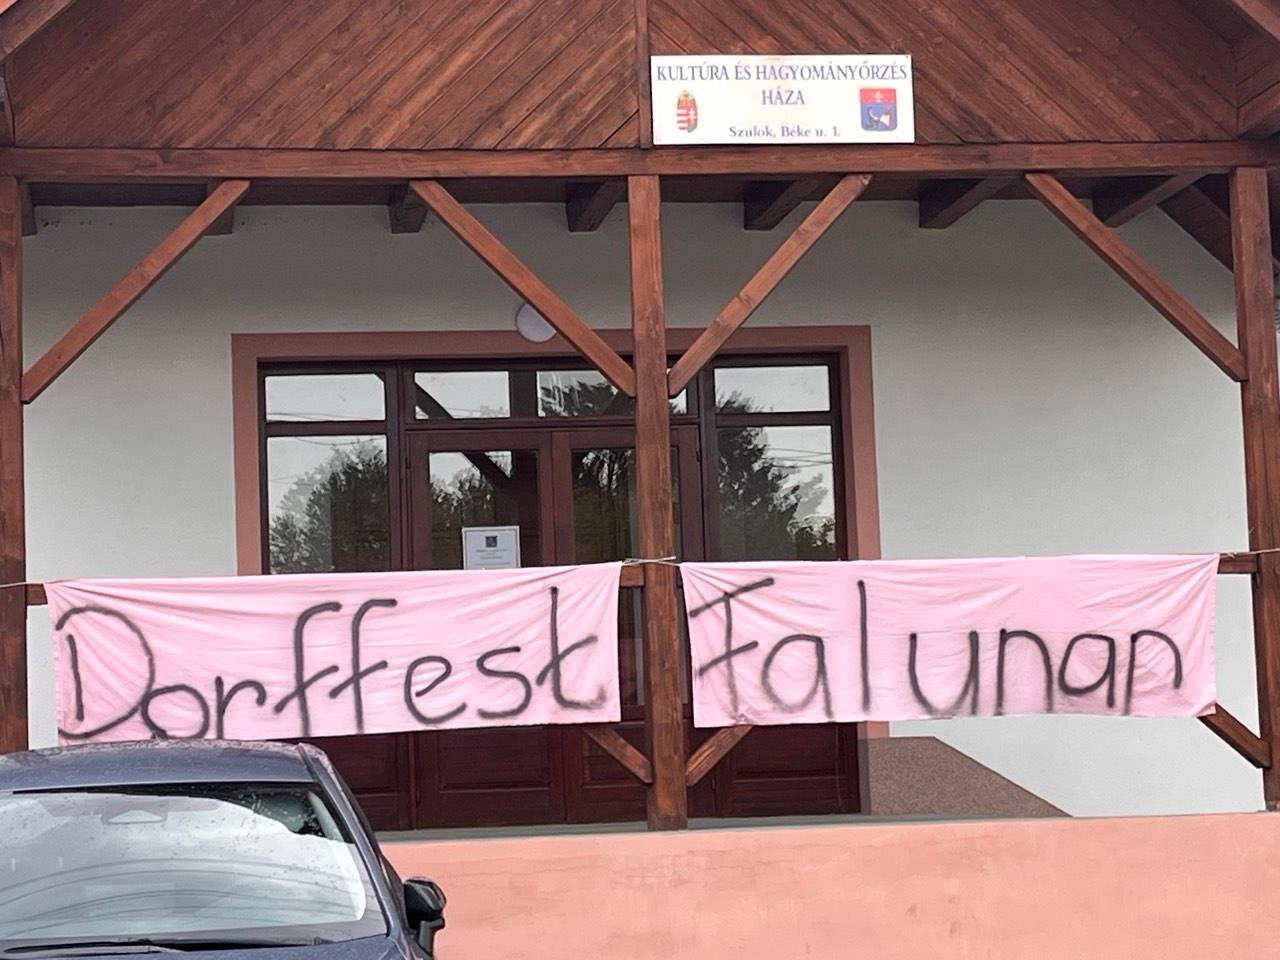 KULTÚRA ÉS HAGYOMÁNYŐRZÉS
HÁZA
Szulok, Béke u. 1.
Dorffest
Falunap